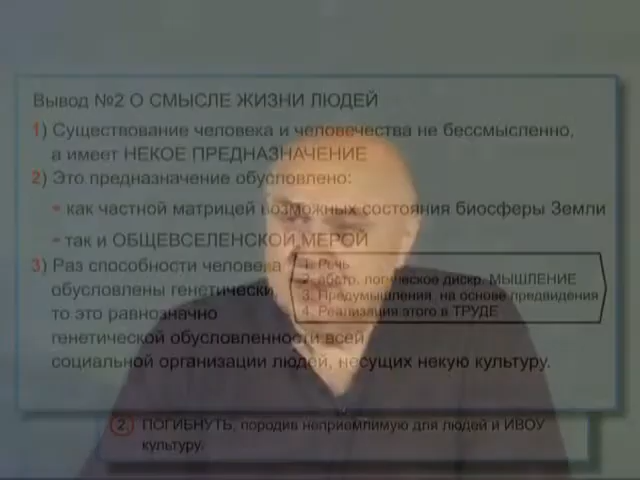 Вывод №2 О СМЫСЛЕ ЖИЗНИ ЛЮДЕЙ
1) Существование человека и человечества не бессмысленно,
а имеет НЕКОЕ ПРЕДНАЗНАЧЕНИЕ
2) Это предназначение обусловлено:
- как частной матрицей возможных состояния биосферы Земли
- так и ОБЩЕВСЕЛЕНСКОЙ МЕРОЙ
3) Раз способности человека
обусловлены генетически
то это равнозначно
генетической обусловленности всей
социальной организации людей, несущих некую культуру.
1. Речь
логическое дискр. МЫШЛЕНИЕ
3. Предумышления на основе предвидения
4. Реализация этого в ТРУДЕ
2. ПОГИБНУТЬ, породив неприемлимую для людей и ИВОУ
культуру.